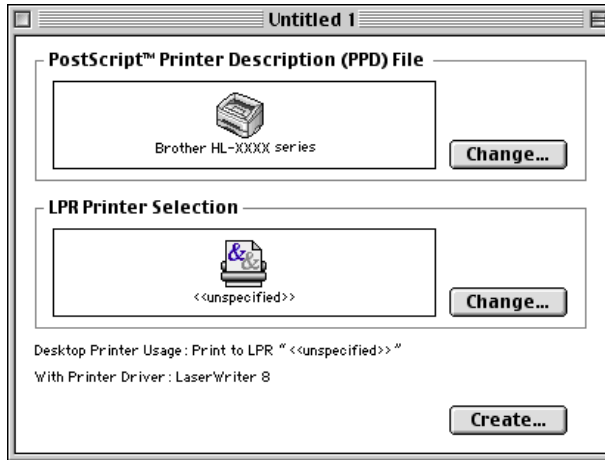 Untitled 1
PostScript™ Printer Description (PPD) File
Brother HL-XXXX series
Change...
LPR Printer Selection
&&
<<unspecified>>
Change...
Desktop Printer Usage : Print to LPR “ <<unspecified>> ”
With Printer Driver : LaserWriter 8
Create...